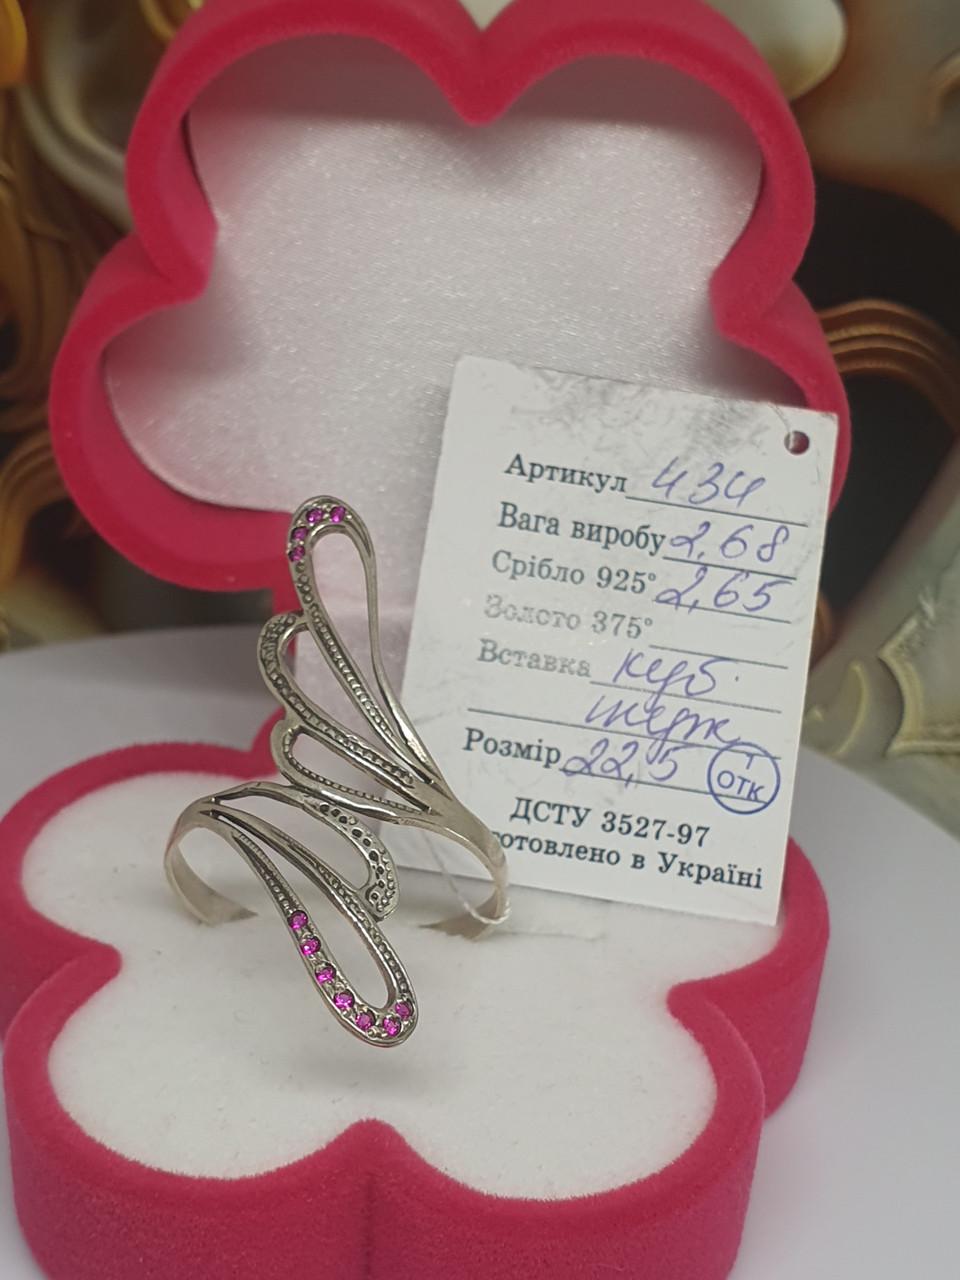 Артикул 434
Вага виробу 2,68
Срібло 925° 2,65
Золото 375°
Вставка куб.
Розмір 22,5
ОТК
ДСТУ 3527-97
готовлено в Україні